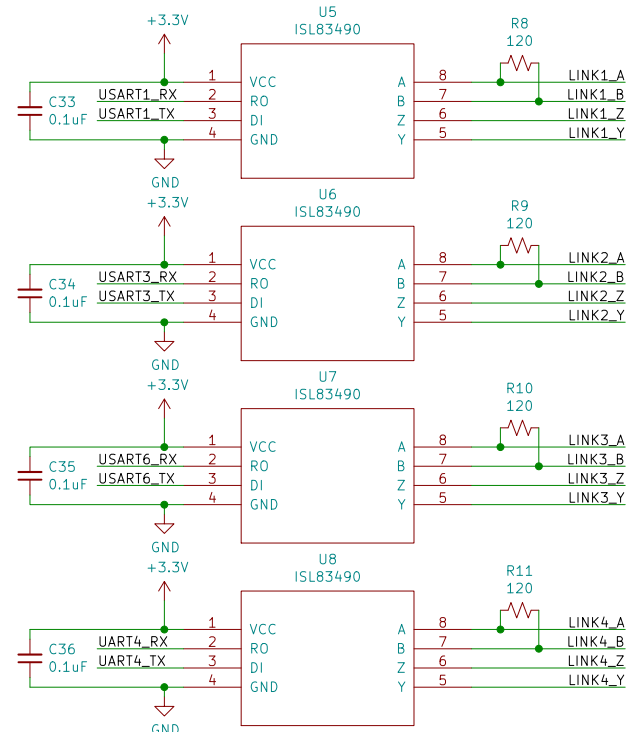 +3.3V
U5
ISL83490
R8
120
1 VCC A 8 LINK1_A
C33 USART1_RX 2 RO B 7 LINK1_B
0.1uF USART1_TX 3 DI Z 6 LINK1_Z
4 GND Y 5 LINK1_Y
GND
+3.3V
U6
ISL83490
R9
120
1 VCC A 8 LINK2_A
C34 USART3_RX 2 RO B 7 LINK2_B
0.1uF USART3_TX 3 DI Z 6 LINK2_Z
4 GND Y 5 LINK2_Y
GND
+3.3V
U7
ISL83490
R10
120
1 VCC A 8 LINK3_A
C35 USART6_RX 2 RO B 7 LINK3_B
0.1uF USART6_TX 3 DI Z 6 LINK3_Z
4 GND Y 5 LINK3_Y
GND
+3.3V
U8
ISL83490
R11
120
1 VCC A 8 LINK4_A
C36 UART4_RX 2 RO B 7 LINK4_B
0.1uF UART4_TX 3 DI Z 6 LINK4_Z
4 GND Y 5 LINK4_Y
GND